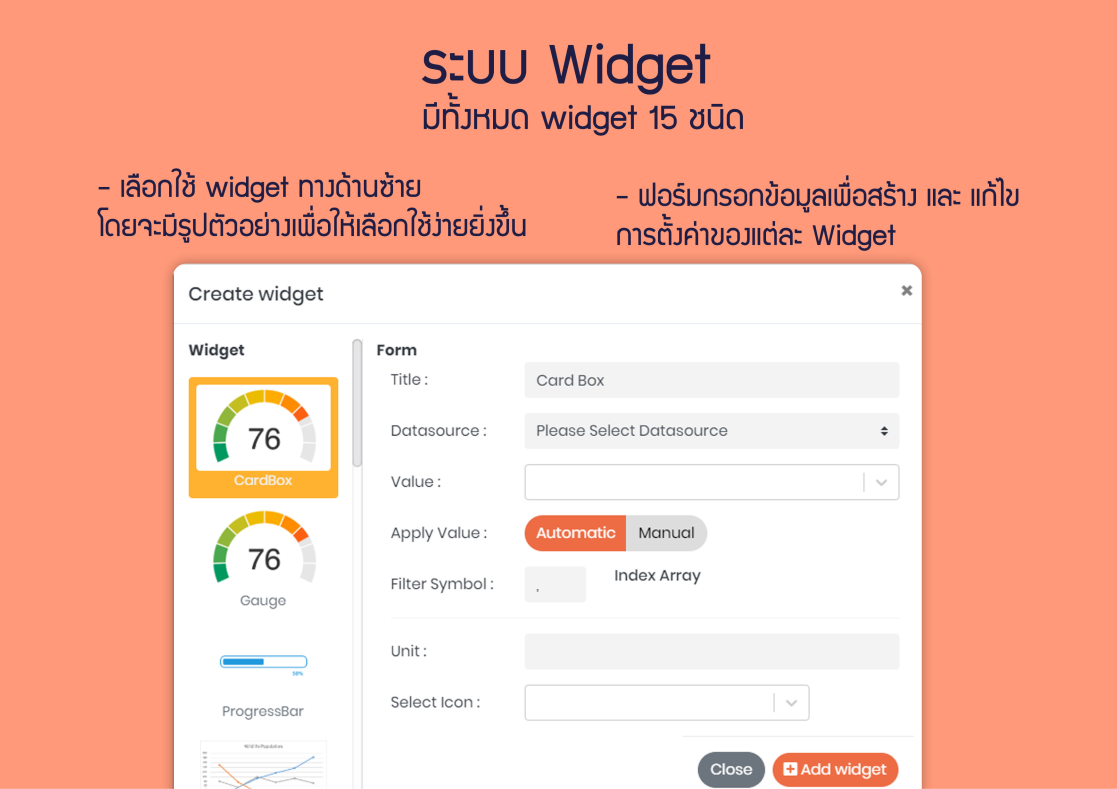 ระบบ Widget
มีทั้งหมด widget 15 ชนิด
- เลือกใช้ widget ทางด้านซ้าย
โดยจะมีรูปตัวอย่างเพื่อให้เลือกใช้ง่ายยิ่งขึ้น
- ฟอร์มกรอกข้อมูลเพื่อสร้าง และ แก้ไข
การตั้งค่าของแต่ละ Widget
Create widget
Widget
76
CardBox
76
Gauge
50%
ProgressBar
Form
Title :
Card Box
Datasource :
Please Select Datasource
Value :
Apply Value :
Automatic
Manual
Filter Symbol :
,
Index Array
Unit :
Select Icon :
Close
Add widget